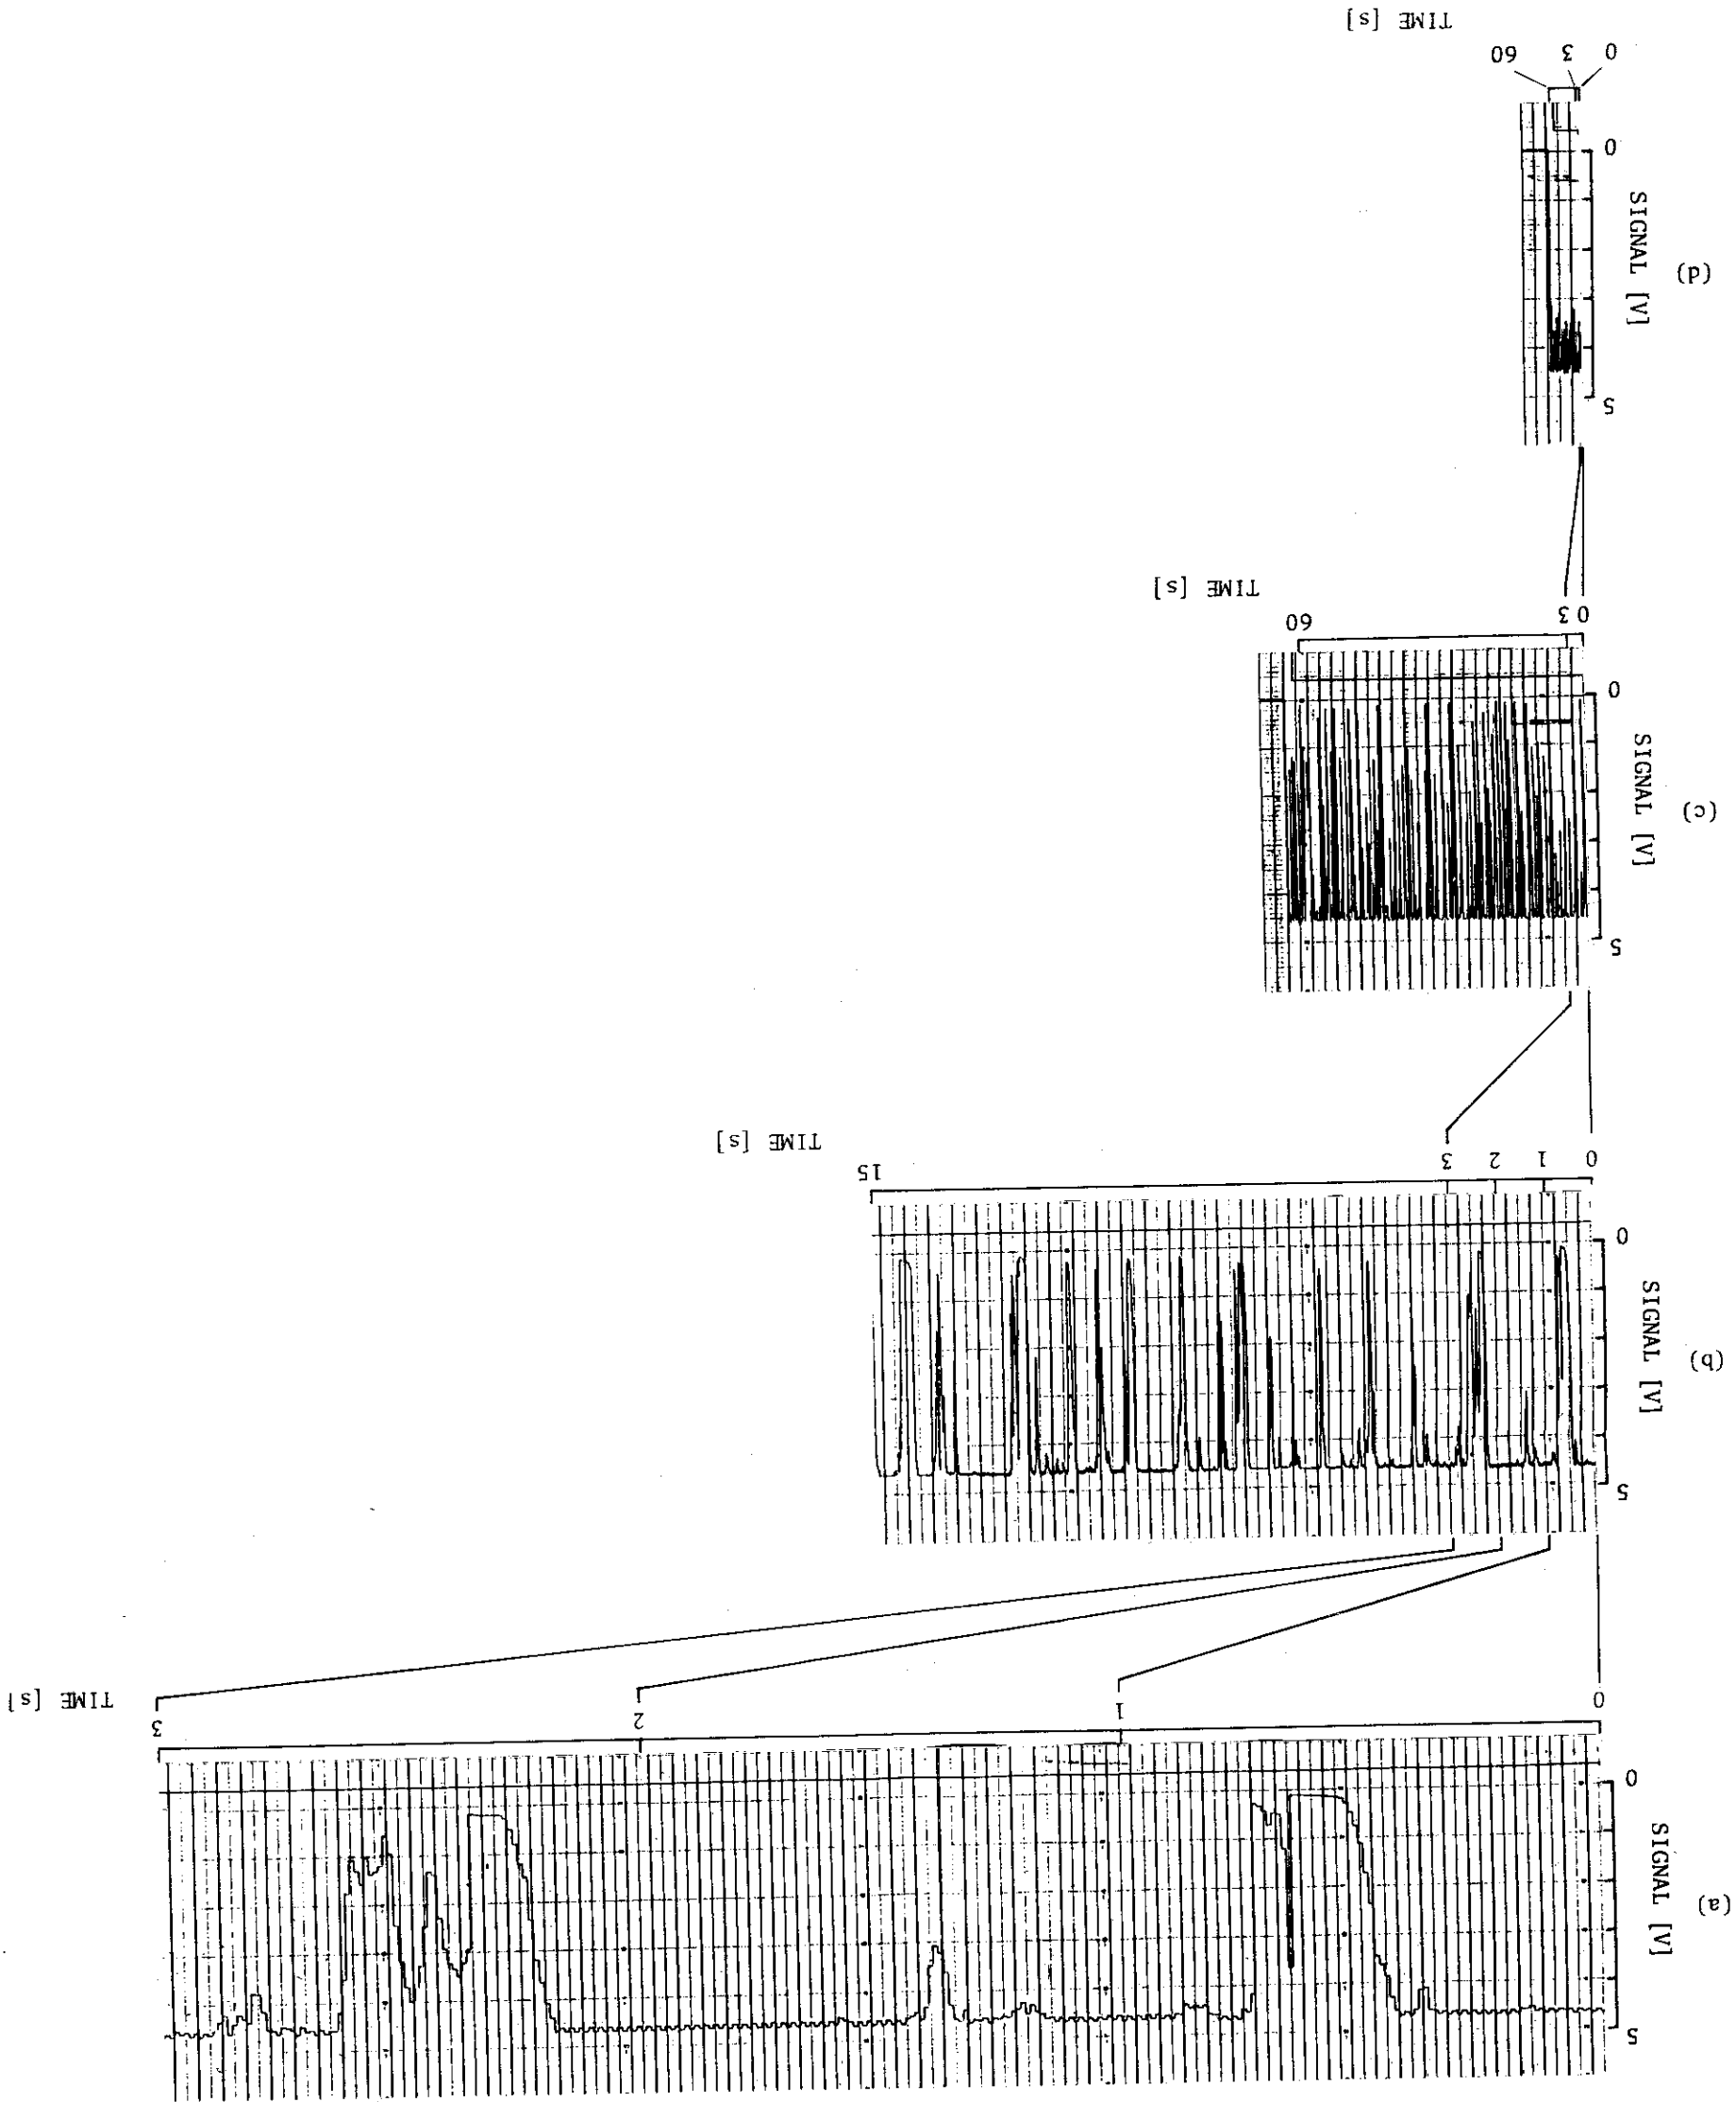 (a)
SIGNAL [V]
5
0
0 1 2 3
TIME [s]
(b)
SIGNAL [V]
5
0
0 1 2 3 15
TIME [s]
(c)
SIGNAL [V]
5
0
0 3 60
TIME [s]
(d)
SIGNAL [V]
5
0
0 3 60
TIME [s]